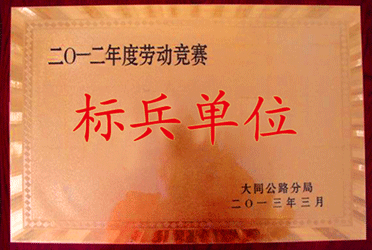 二〇一二年度劳动竞赛
标兵单位
大同公路分局
二〇一三年三月